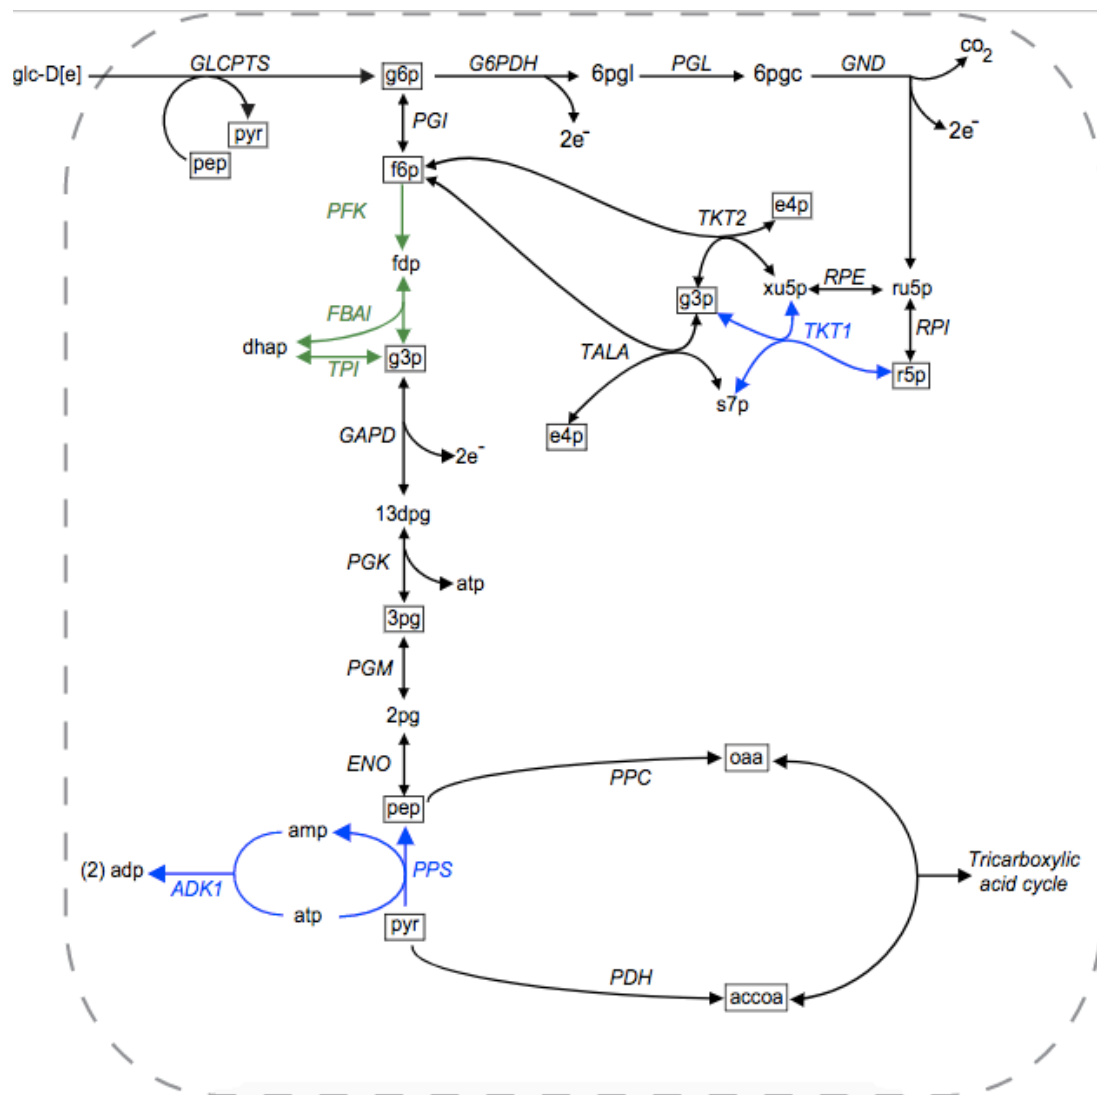 glc-D[e]
GLCPTS
g6p
G6PDH
6pgl
PGL
6pgc
GND
co2
pyr
pep
PGI
2e-
2e-
f6p
PFK
fdp
FBAI
dhap
TPI
g3p
TKT2
e4p
xu5p
RPE
ru5p
g3p
TKT1
RPI
TALA
r5p
s7p
e4p
GAPD
2e-
13dpg
PGK
atp
3pg
PGM
2pg
ENO
pep
PPC
oaa
amp
(2) adp
ADK1
PPS
atp
pyr
Tricarboxylic
acid cycle
PDH
accoa